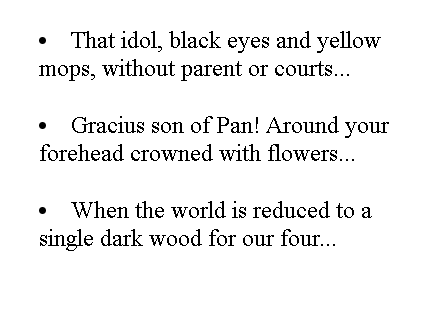 • That idol, black eyes and yellow
mops, without parent or courts...
• Gracius son of Pan! Around your
forehead crowned with flowers...
• When the world is reduced to a
single dark wood for our four...